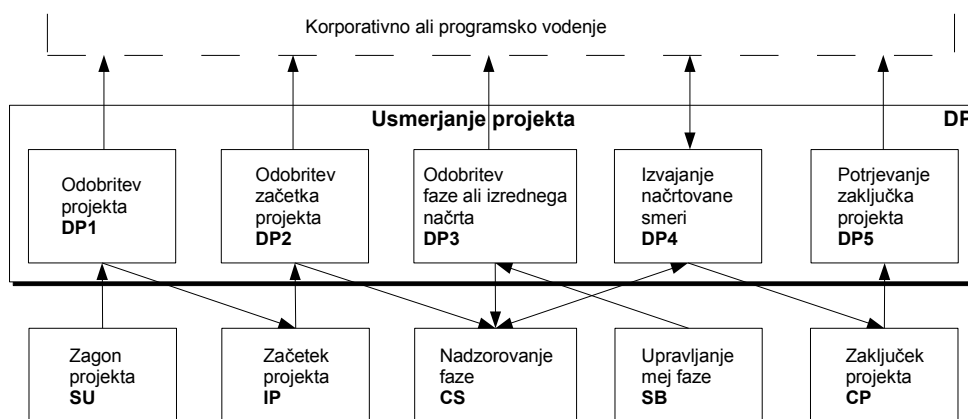 Korporativno ali programsko vodenje
Usmerjanje projekta
DP
Odobritev
projekta
DP1
Odobritev
začetka
projekta
DP2
Odobritev
faze ali izrednega
načrta
DP3
Izvajanje
načrtovane
smeri
DP4
Potrjevanje
zaključka
projekta
DP5
Zagon
projekta
SU
Začetek
projekta
IP
Nadzorovanje
faze
CS
Upravljanje
mej faze
SB
Zaključek
projekta
CP